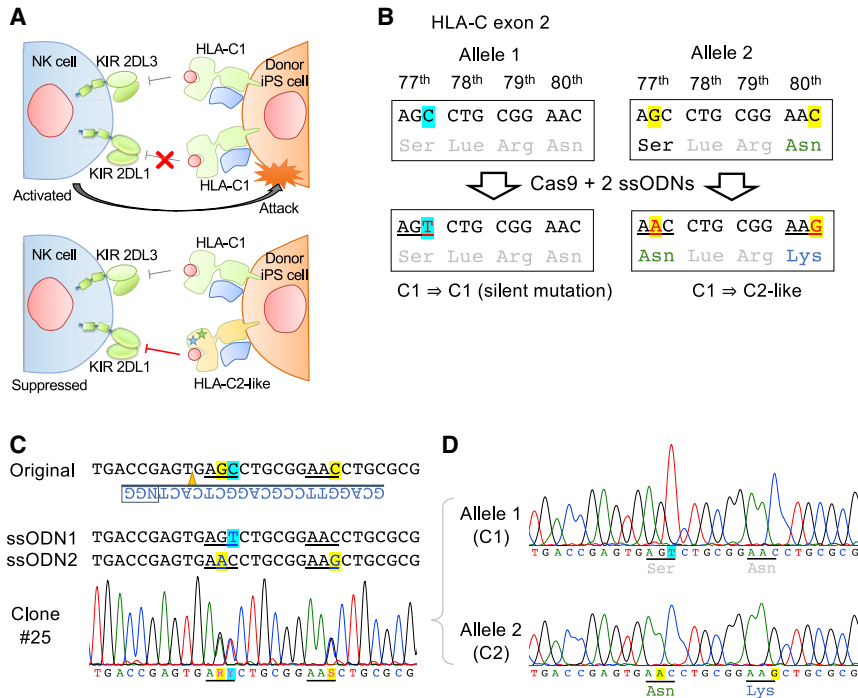 A
NK cell
KIR 2DL3
HLA-C1
Donor
iPS cell
KIR 2DL1
HLA-C1
Activated
Attack
NK cell
KIR 2DL3
HLA-C1
Donor
iPS cell
KIR 2DL1
HLA-C2-like
Suppressed
B
HLA-C exon 2
Allele 1
Allele 2
77th 78th 79th 80th
77th 78th 79th 80th
AGC CTG CGG AAC
Ser Lue Arg Asn
AGC CTG CGG AAC
Ser Lue Arg Asn
Cas9 + 2 ssODNs
AGT CTG CGG AAC
Ser Lue Arg Asn
AAC CTG CGG AAG
Asn Lue Arg Lys
C1 ⇒ C1 (silent mutation)
C1 ⇒ C2-like
C
Original TGACCGAGTGAGCCTGCGGAACCTGCGCG
GCAGGTTCCGCAGGCTCACTNGG
ssODN1 TGACCGAGTGAGTCTGCGGAACCTGCGCG
ssODN2 TGACCGAGTGAACCTGCGGAAGCTGCGCG
Clone
#25
TGACCGAGTGARYCTGCGGAASCTGCGCG
D
Allele 1
(C1)
TGACCGAGTGAGTCTGCGGAACCTGCGCG
Ser Asn
Allele 2
(C2)
TGACCGAGTGAACCTGCGGAAGCTGCGCG
Asn Lys